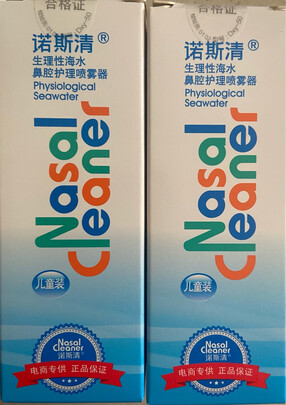 合格证
诺斯清®
生理性海水
鼻腔护理喷雾器
Physiological
Seawater
Nasal
Cleaner
儿童装
Nasal
Cleaner
诺斯清®
电商专供 正品保证
合格证
诺斯清®
生理性海水
鼻腔护理喷雾器
Physiological
Seawater
Nasal
Cleaner
儿童装
Nasal
Cleaner
诺斯清®
电商专供 正品保证